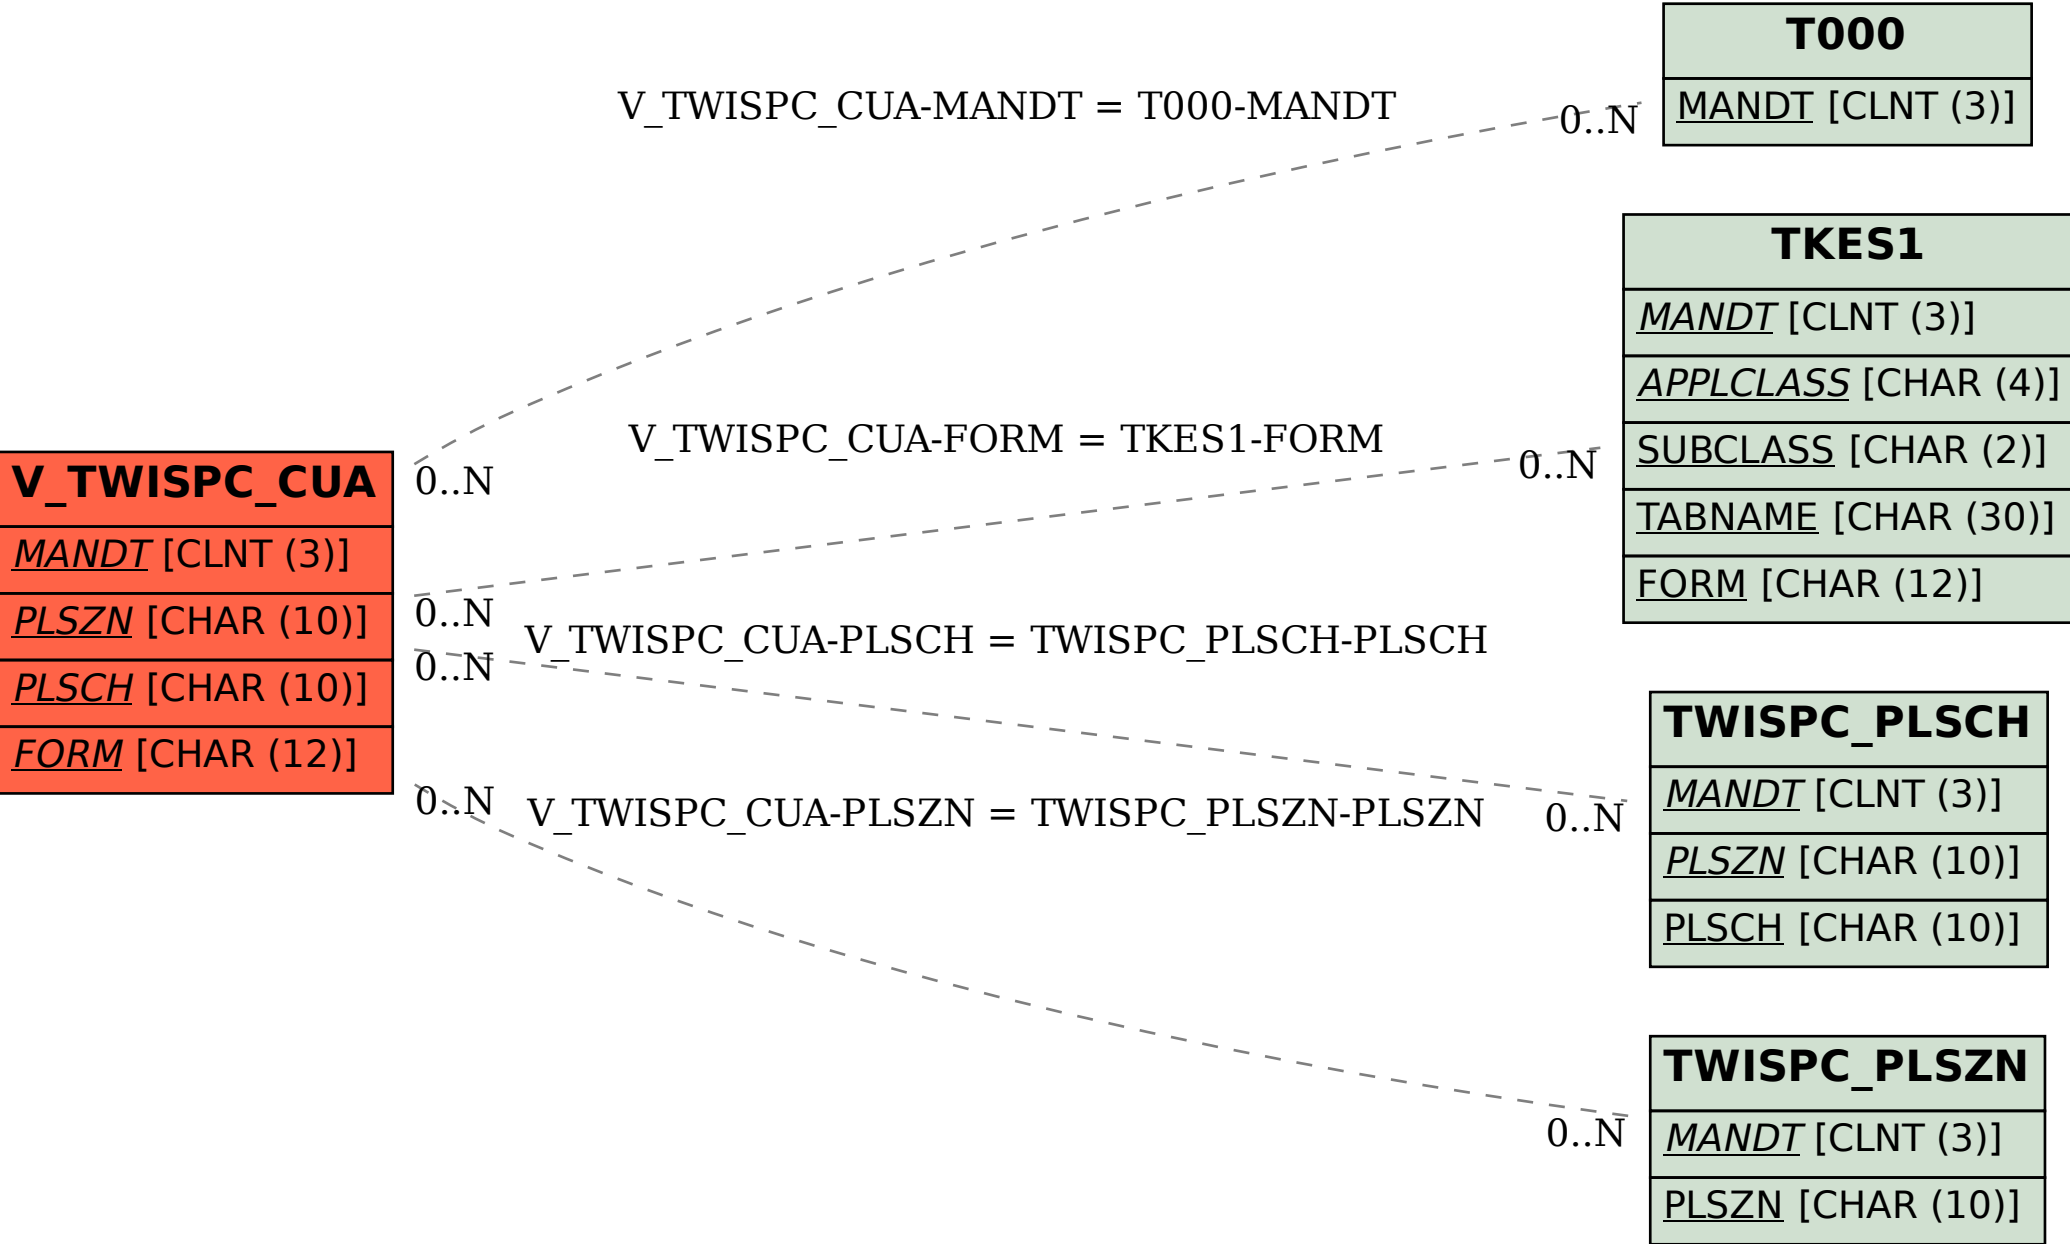 T000
MANDT [CLNT (3)]
V_TWISPC_CUA-MANDT = T000-MANDT
0..N
0..N
TKES1
MANDT [CLNT (3)]
APPLCLASS [CHAR (4)]
SUBCLASS [CHAR (2)]
TABNAME [CHAR (30)]
FORM [CHAR (12)]
V_TWISPC_CUA-FORM = TKES1-FORM
0..N
0..N
V_TWISPC_CUA
MANDT [CLNT (3)]
PLSZN [CHAR (10)]
PLSCH [CHAR (10)]
FORM [CHAR (12)]
V_TWISPC_CUA-PLSCH = TWISPC_PLSCH-PLSCH
0..N
0..N
TWISPC_PLSCH
MANDT [CLNT (3)]
PLSZN [CHAR (10)]
PLSCH [CHAR (10)]
V_TWISPC_CUA-PLSZN = TWISPC_PLSZN-PLSZN
0..N
0..N
TWISPC_PLSZN
MANDT [CLNT (3)]
PLSZN [CHAR (10)]